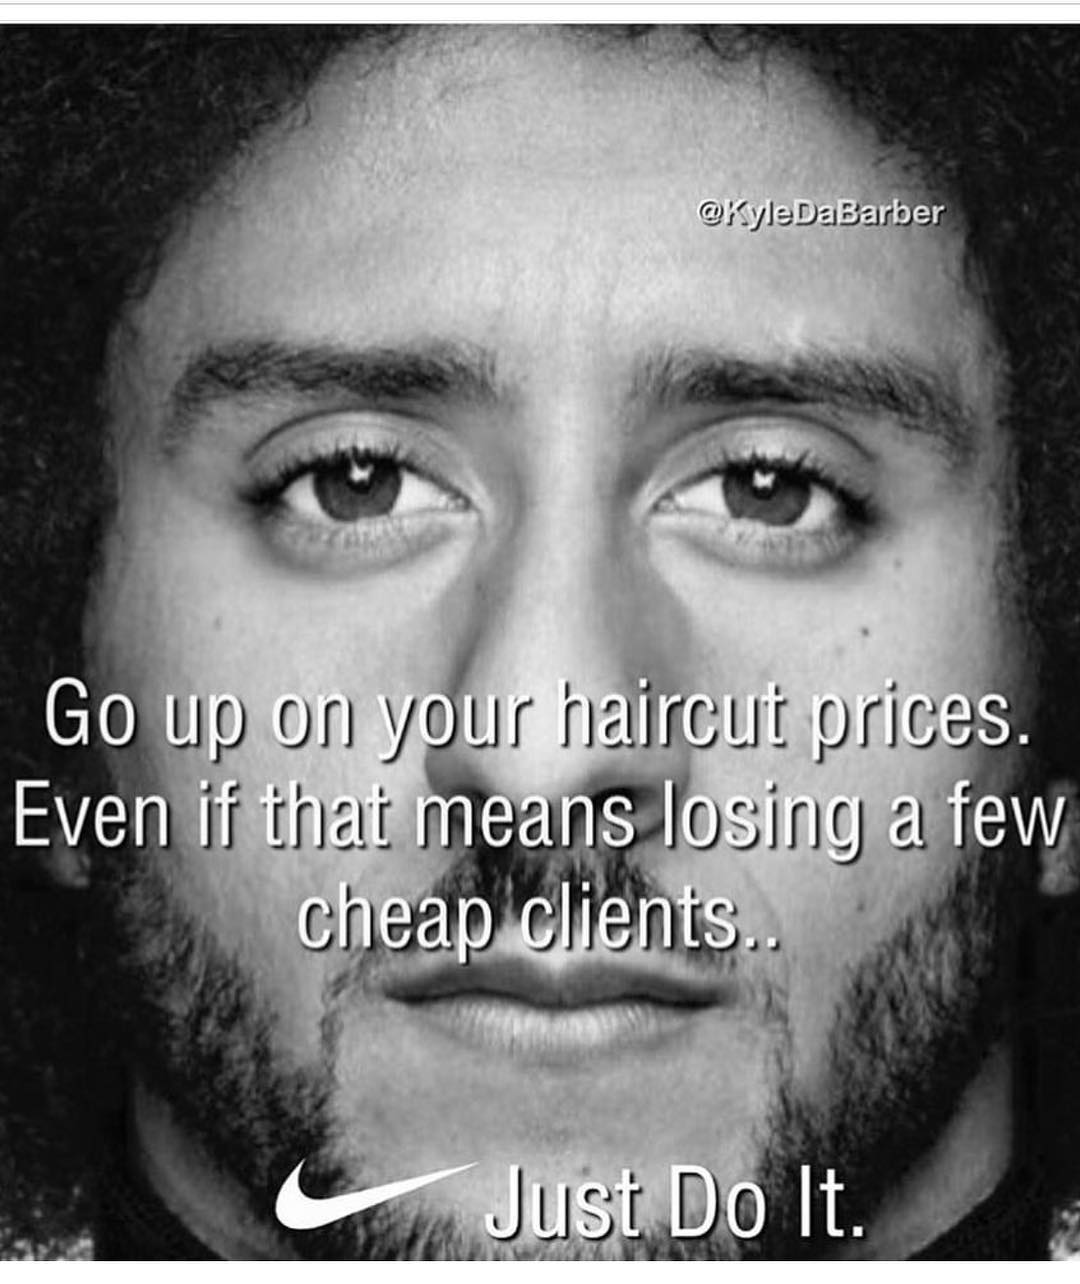 @KyleDaBarber
Go up on your haircut prices.
Even if that means losing a few
cheap clients..
Just Do It.